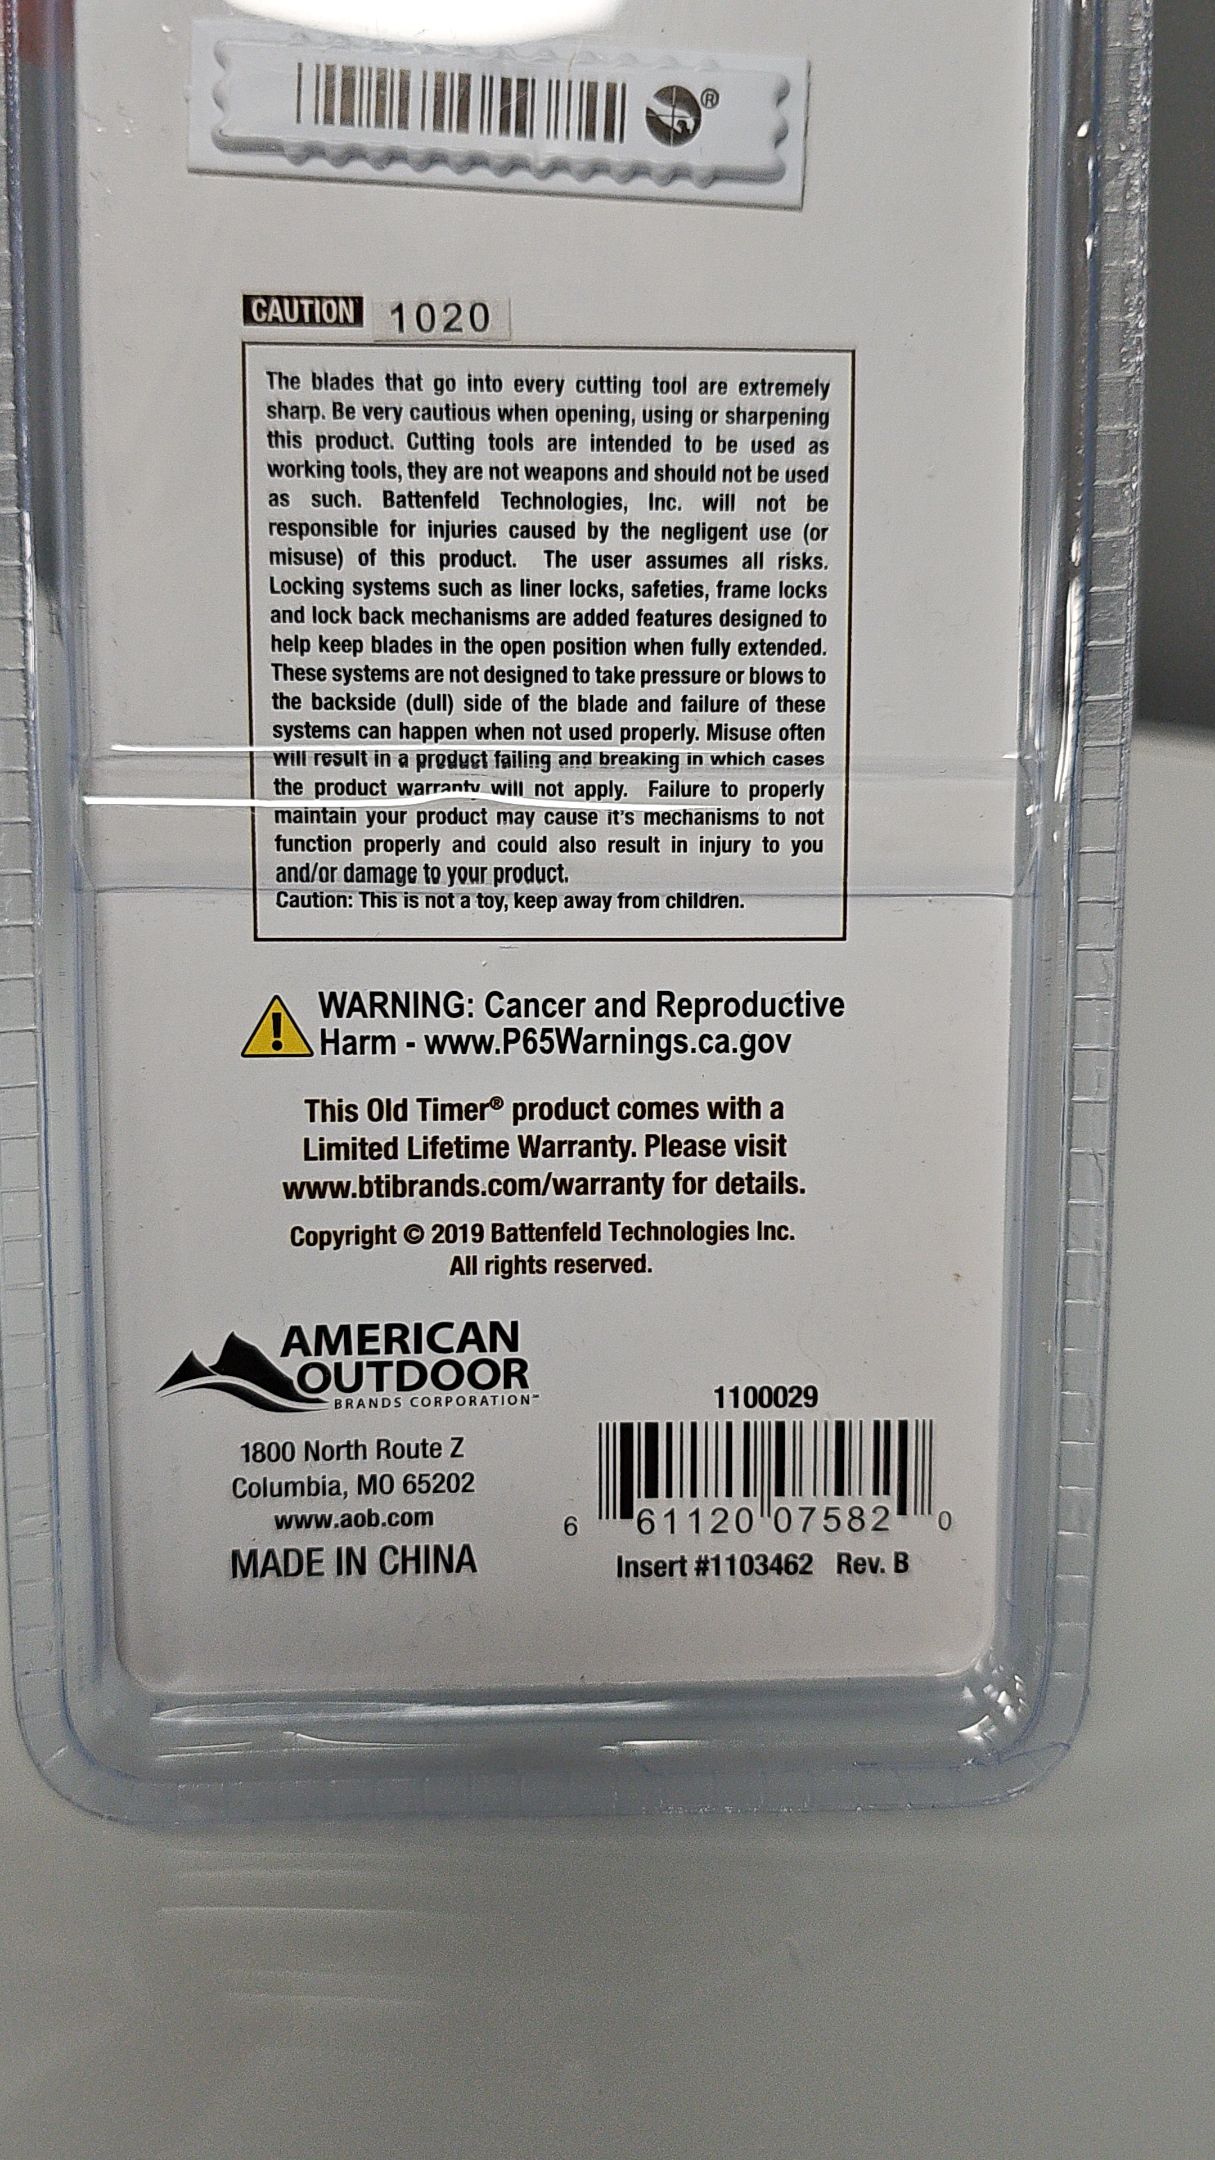 ®
CAUTION 1020
The blades that go into every cutting tool are extremely
sharp. Be very cautious when opening, using or sharpening
this product. Cutting tools are intended to be used as
working tools, they are not weapons and should not be used
as such. Battenfeld Technologies, Inc. will not be
responsible for injuries caused by the negligent use (or
misuse) of this product. The user assumes all risks.
Locking systems such as liner locks, safeties, frame locks
and lock back mechanisms are added features designed to
help keep blades in the open position when fully extended.
These systems are not designed to take pressure or blows to
the backside (dull) side of the blade and failure of these
systems can happen when not used properly. Misuse often
will result in a product failing and breaking in which cases
the product warranty will not apply. Failure to properly
maintain your product may cause it's mechanisms to not
function properly and could also result in injury to you
and/or damage to your product.
Caution: This is not a toy, keep away from children.
WARNING: Cancer and Reproductive
Harm - www.P65Warnings.ca.gov
This Old Timer® product comes with a
Limited Lifetime Warranty. Please visit
www.btibrands.com/warranty for details.
Copyright © 2019 Battenfeld Technologies Inc.
All rights reserved.
AMERICAN
OUTDOOR
BRANDS CORPORATION™
1800 North Route Z
Columbia, MO 65202
www.aob.com
MADE IN CHINA
1100029
6 61120 07582 0
Insert #1103462 Rev. B